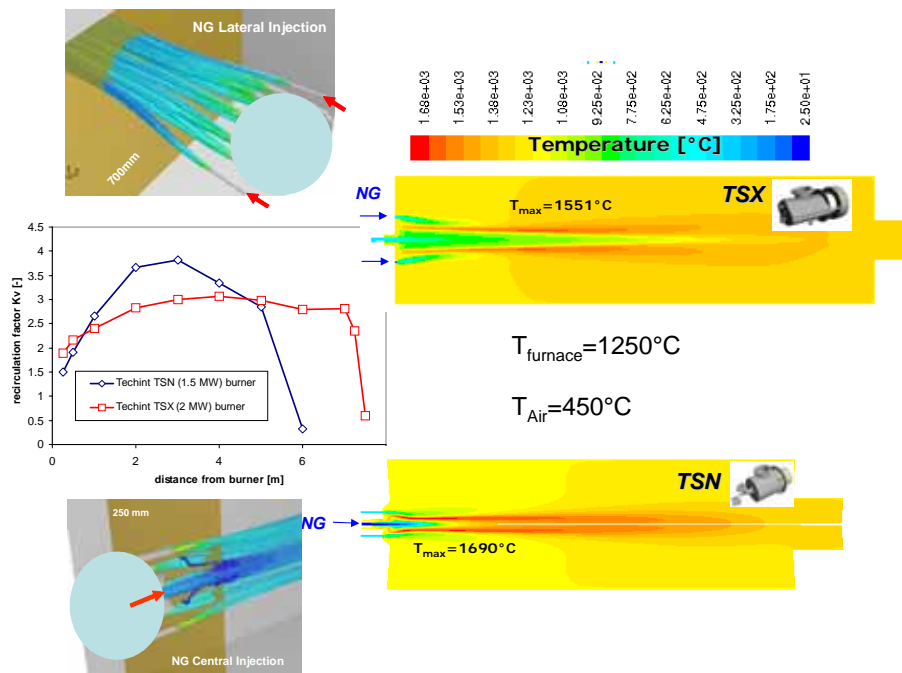 NG Lateral Injection
700mm
1.68e+03
1.53e+03
1.38e+03
1.23e+03
1.08e+03
9.25e+02
7.75e+02
6.25e+02
4.75e+02
3.25e+02
1.75e+02
2.50e+01
Temperature [°C]
NG
TSX
Tmax=1551°C
4.5
4
3.5
3
2.5
2
1.5
1
0.5
0
recirculation factor Kv [-]
Techint TSN (1.5 MW) burner
Techint TSX (2 MW) burner
0
2
4
6
distance from burner [m]
Tfurnace=1250°C
TAir=450°C
250 mm
NG
TSN
Tmax=1690°C
NG Central Injection